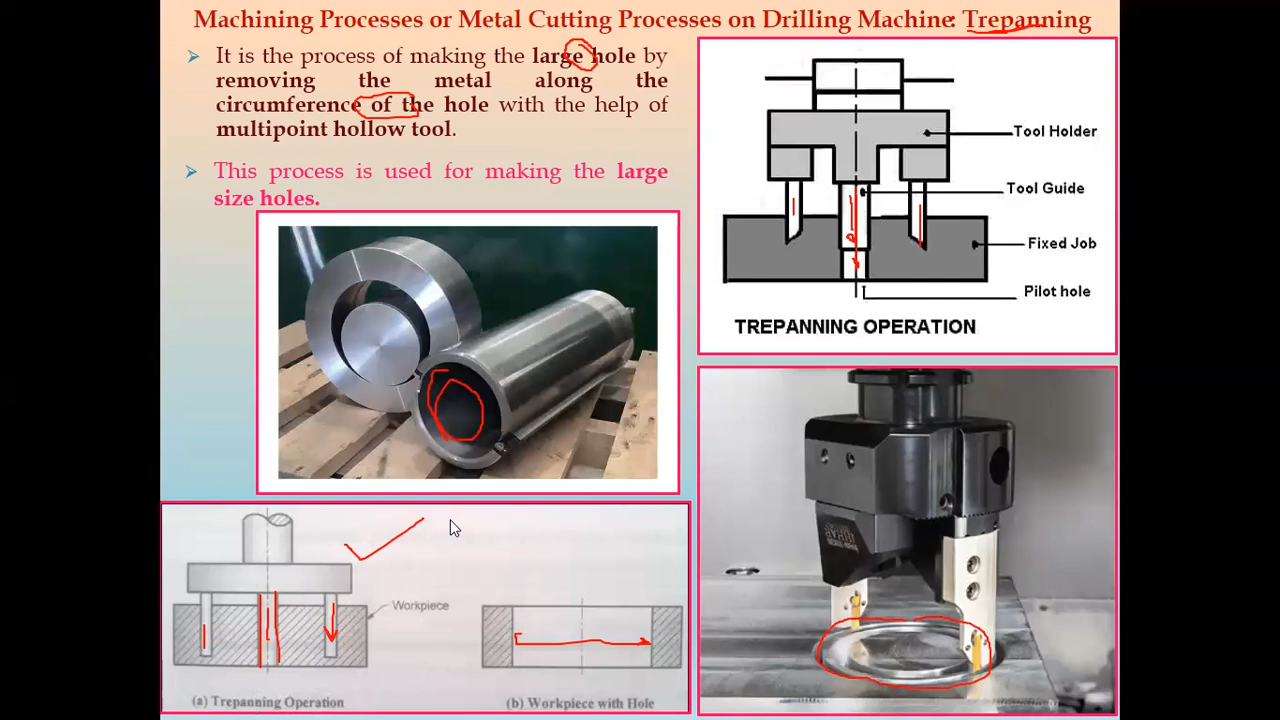 Machining Processes or Metal Cutting Processes on Drilling Machine: Trepanning
It is the process of making the large hole by
removing the metal along the
circumference of the hole with the help of
multipoint hollow tool.
This process is used for making the large
size holes.
Tool Holder
Tool Guide
Fixed Job
Pilot hole
TREPANNING OPERATION
Workpiece
(a) Trepanning Operation
(b) Workpiece with Hole